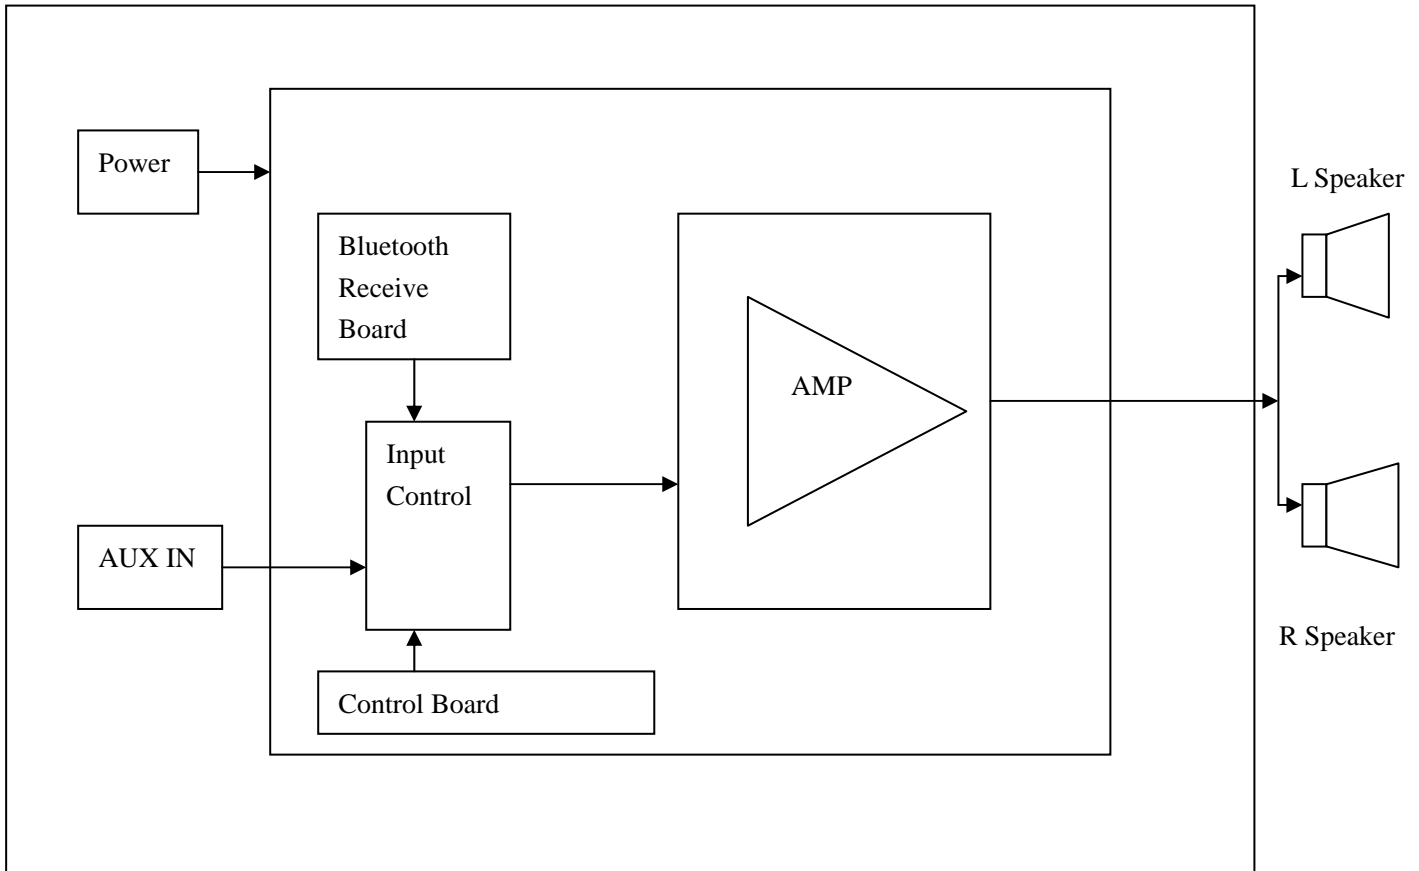 Power
L Speaker
Bluetooth
Receive
Board
AMP
Input
Control
AUX IN
R Speaker
Control Board